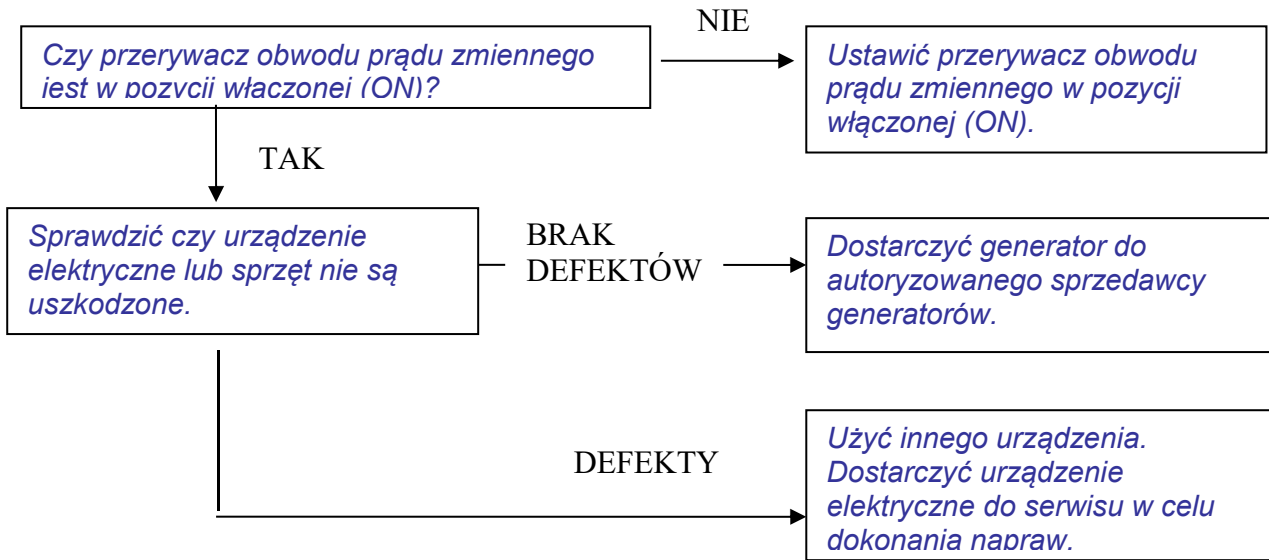 NIE
Czy przerywacz obwodu prądu zmiennego
jest w pozycji włączonej (ON)?
Ustawić przerywacz obwodu
prądu zmiennego w pozycji
włączonej (ON).
TAK
Sprawdzić czy urządzenie
elektryczne lub sprzęt nie są
uszkodzone.
BRAK
DEFEKTÓW
Dostarczyć generator do
autoryzowanego sprzedawcy
generatorów.
DEFEKTY
Użyć innego urządzenia.
Dostarczyć urządzenie
elektryczne do serwisu w celu
dokonania napraw.